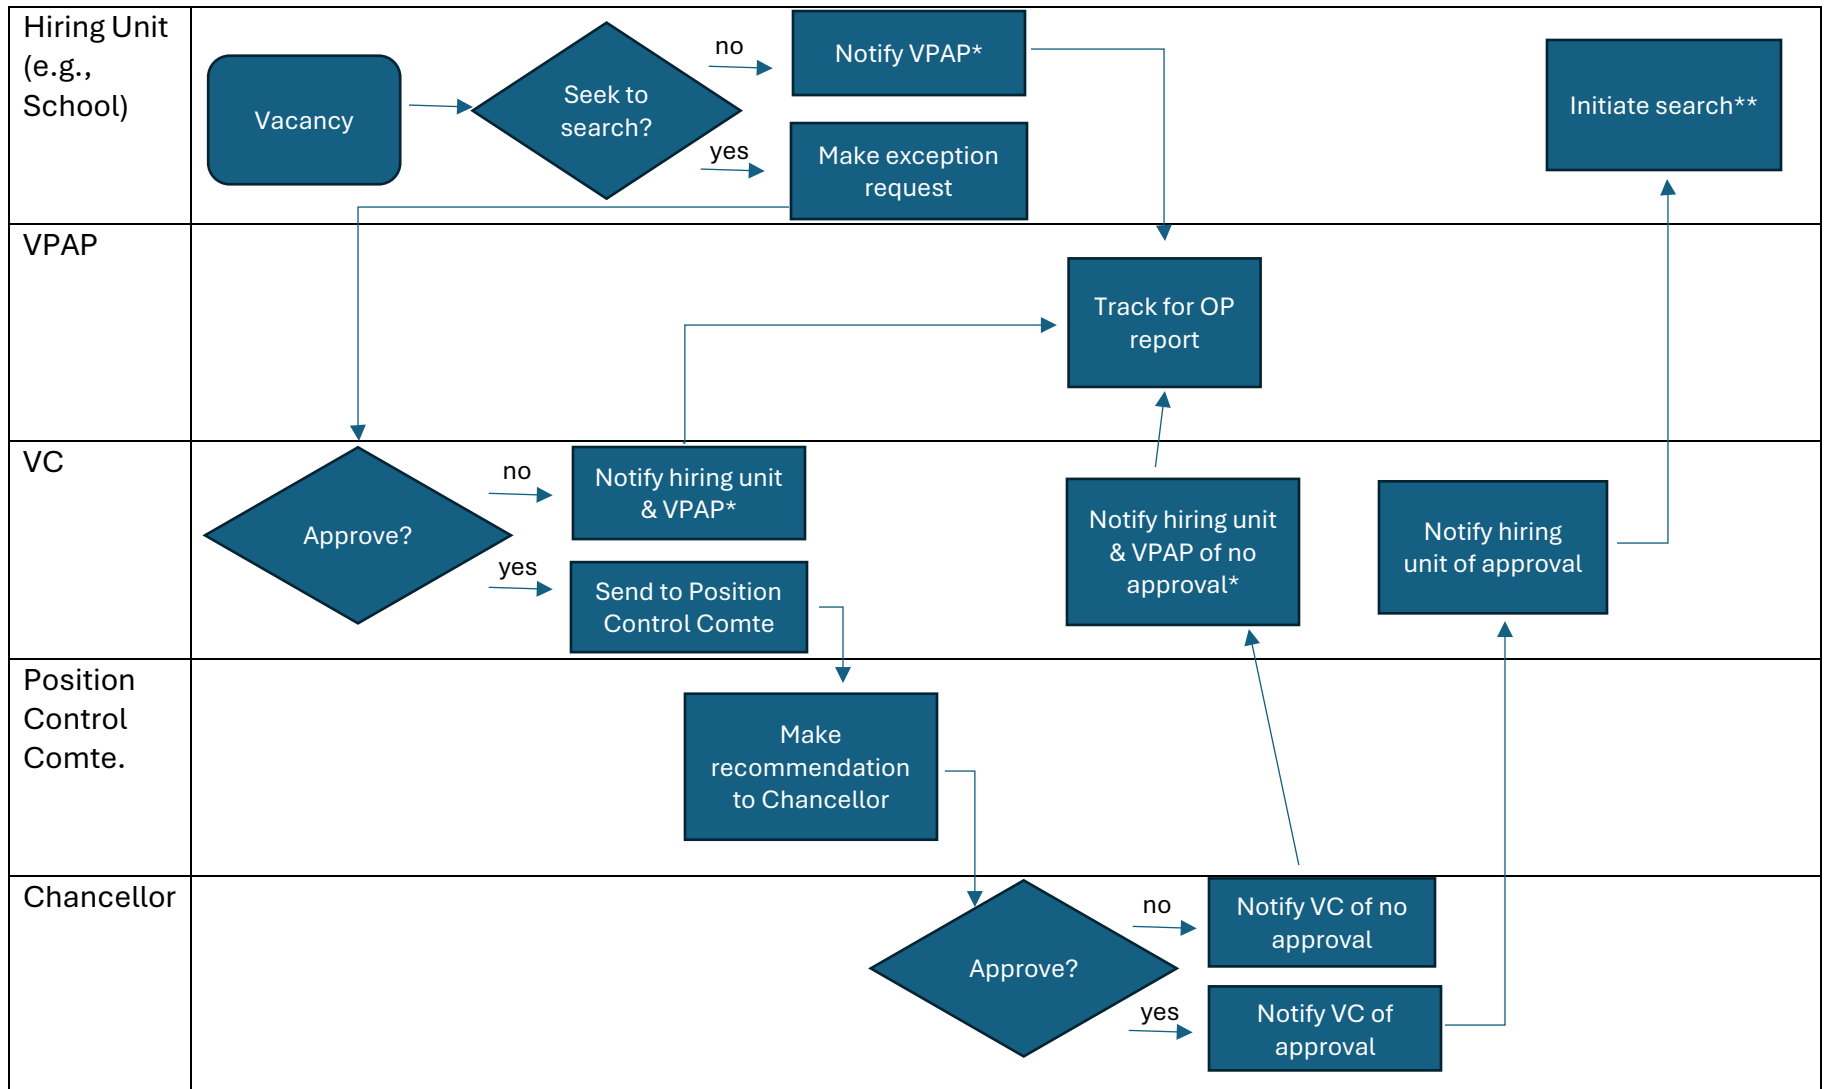 Hiring Unit
(e.g.,
School)
Vacancy
Seek to
search?
no
Notify VPAP*
yes
Make exception
request
Initiate search**
VPAP
Track for OP
report
VC
Approve?
no
Notify hiring unit
& VPAP*
yes
Send to Position
Control Comte
Notify hiring unit
& VPAP of no
approval*
Notify hiring
unit of approval
Position
Control
Comte.
Make
recommendation
to Chancellor
Chancellor
Approve?
no
Notify VC of no
approval
yes
Notify VC of
approval